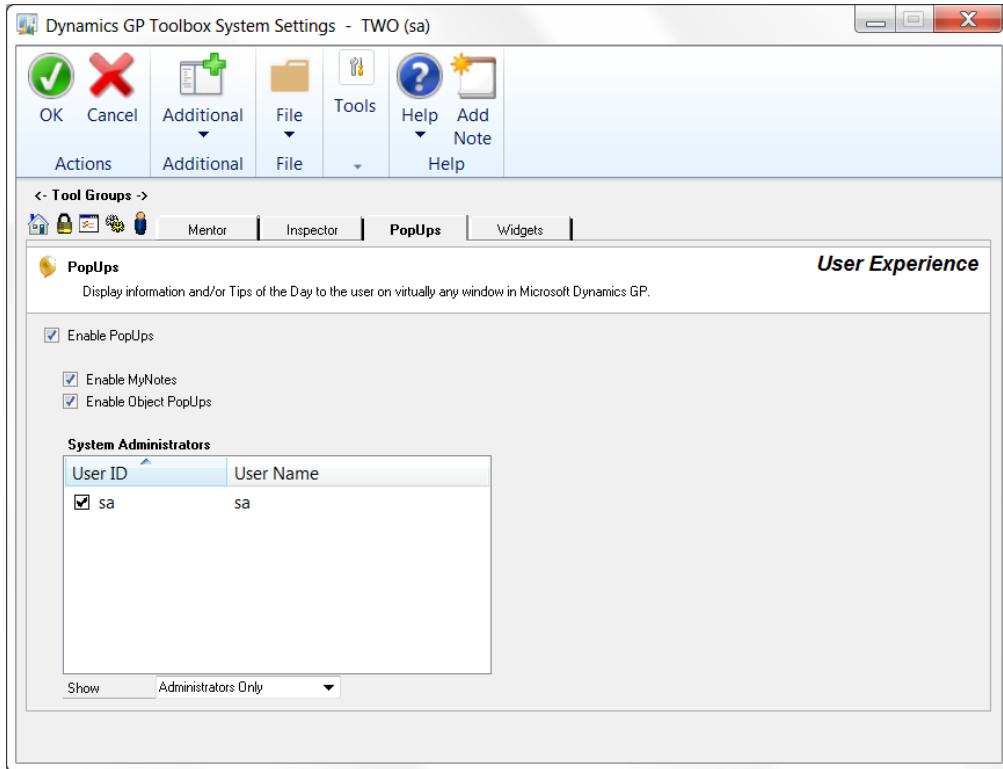 Dynamics GP Toolbox System Settings - TWO (sa)
OK Cancel Additional File Tools Help Add Note
Actions Additional File Help
<- Tool Groups ->
Mentor Inspector PopUps Widgets
PopUps User Experience
Display information and/or Tips of the Day to the user on virtually any window in Microsoft Dynamics GP.
Enable PopUps
Enable MyNotes
Enable Object PopUps
System Administrators
User ID User Name
sa sa
Show Administrators Only